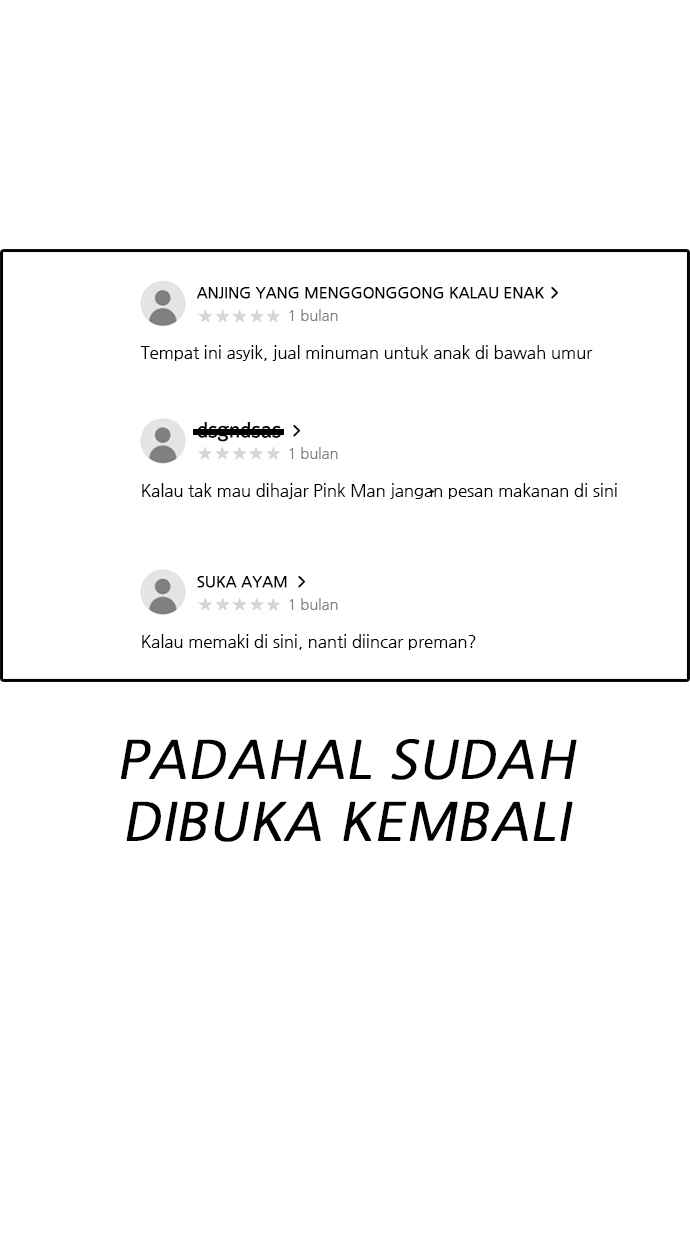 ANJING YANG MENGGONGGONG KALAU ENAK >
★★★★★ 1 bulan
Tempat ini asyik, jual minuman untuk anak di bawah umur
dsgndsas >
★★★★★ 1 bulan
Kalau tak mau dihajar Pink Man jangan pesan makanan di sini
SUKA AYAM >
★★★★★ 1 bulan
Kalau memaki di sini, nanti diincar preman?
PADAHAL SUDAH
DIBUKA KEMBALI